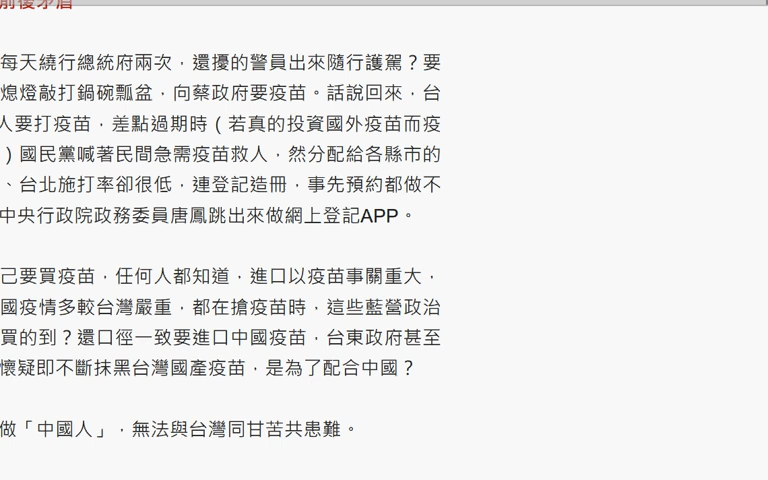 前後矛盾
每天繞行總統府兩次，還擾的警員出來隨行護駕？要
熄燈敲打鍋碗瓢盆，向蔡政府要疫苗。話說回來，台
人要打疫苗，差點過期時（若真的投資國外疫苗而疫
）國民黨喊著民間急需疫苗救人，然分配給各縣市的
、台北施打率卻很低，連登記造冊，事先預約都做不
中央行政院政務委員唐鳳跳出來做網上登記APP。
己要買疫苗，任何人都知道，進口以疫苗事關重大，
國疫情多較台灣嚴重，都在搶疫苗時，這些藍營政治
買的到？還口徑一致要進口中國疫苗，台東政府甚至
懷疑即不斷抹黑台灣國產疫苗，是為了配合中國？
做「中國人」，無法與台灣同甘苦共患難。